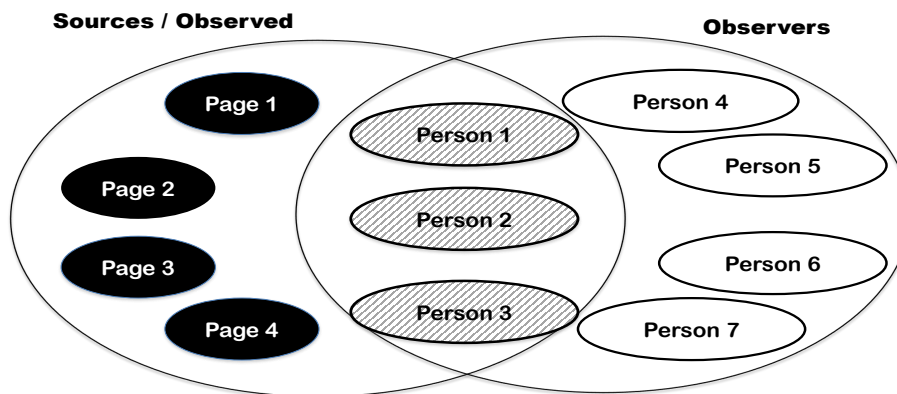 Sources / Observed
Observers
Page 1
Page 2
Page 3
Page 4
Person 1
Person 2
Person 3
Person 4
Person 5
Person 6
Person 7